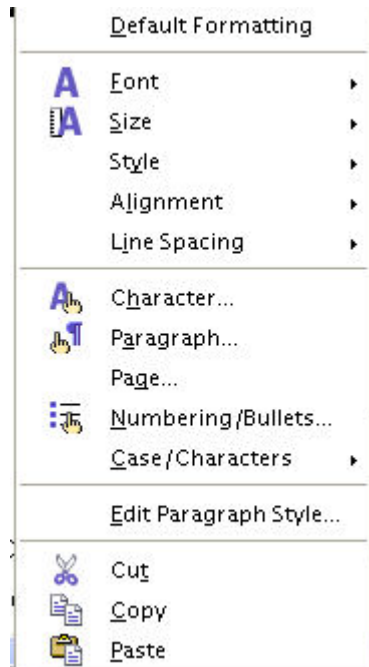 Default Formatting
Font
Size
Style
Alignment
Line Spacing
Character...
Paragraph...
Page...
Numbering/Bullets...
Case/Characters
Edit Paragraph Style...
Cut
Copy
Paste